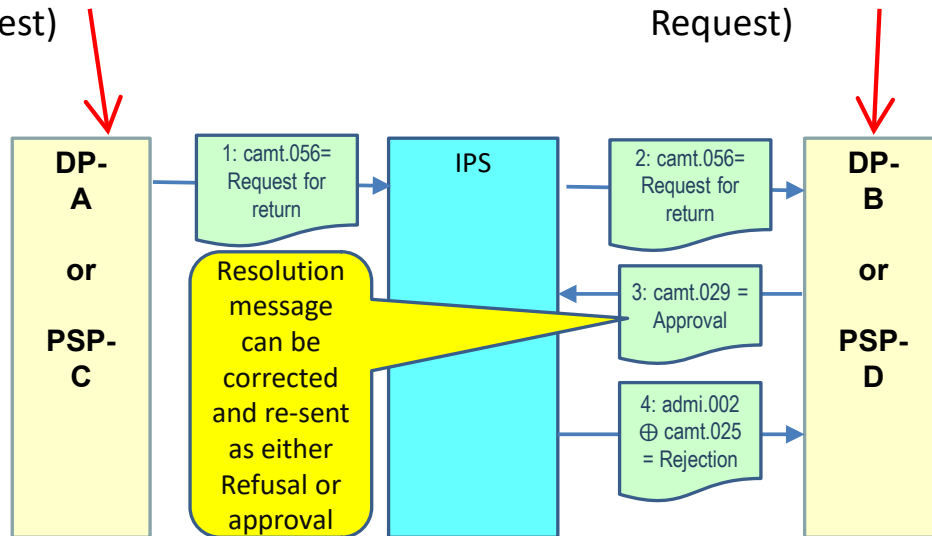 est)
Request)
DP-
A
or
PSP-
C
1: camt.056=
Request for
return
IPS
2: camt.056=
Request for
return
DP-
B
or
PSP-
D
Resolution
message
can be
corrected
and re-sent
as either
Refusal or
approval
3: camt.029 =
Approval
4: admi.002
⊕ camt.025
= Rejection